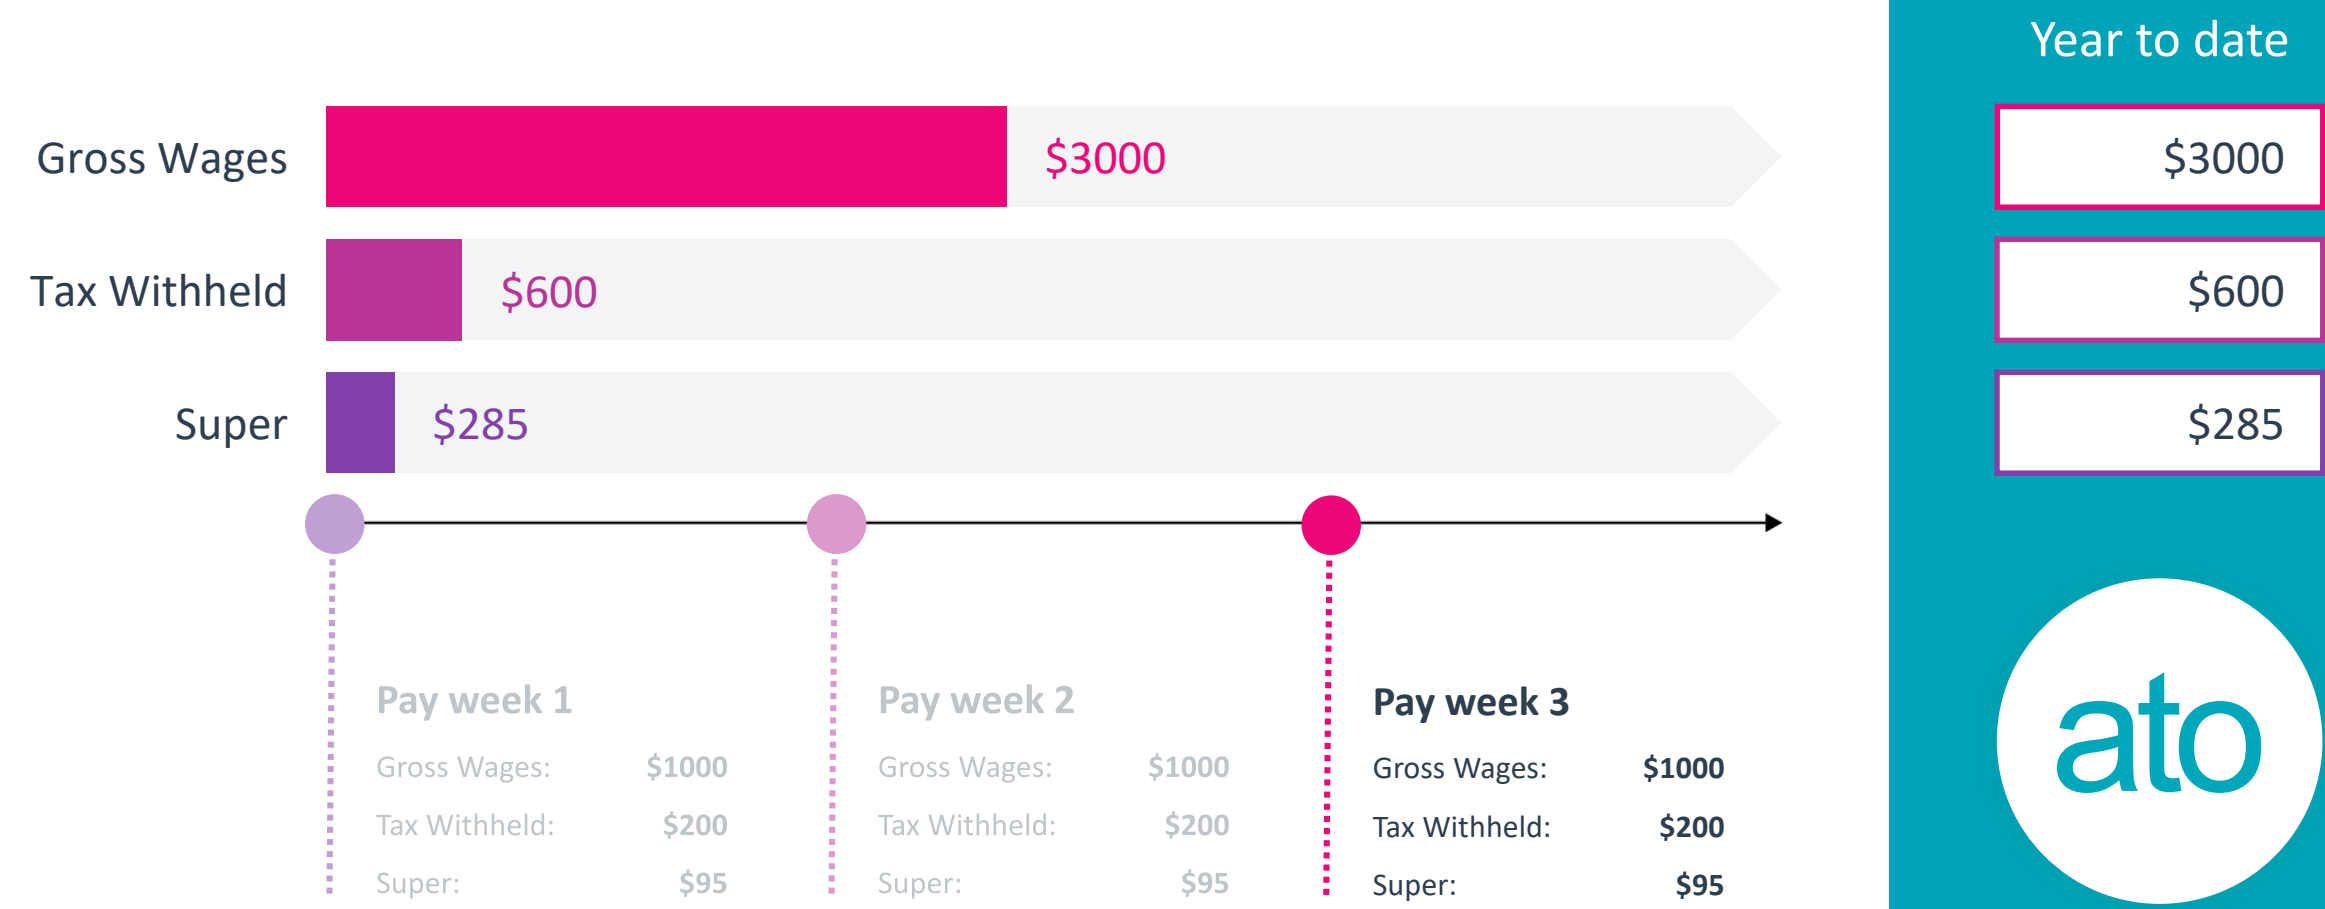 Year to date
Gross Wages $3000 $3000
Tax Withheld $600 $600
Super $285 $285
Pay week 1
Gross Wages: $1000
Tax Withheld: $200
Super: $95
Pay week 2
Gross Wages: $1000
Tax Withheld: $200
Super: $95
Pay week 3
Gross Wages: $1000
Tax Withheld: $200
Super: $95
ato